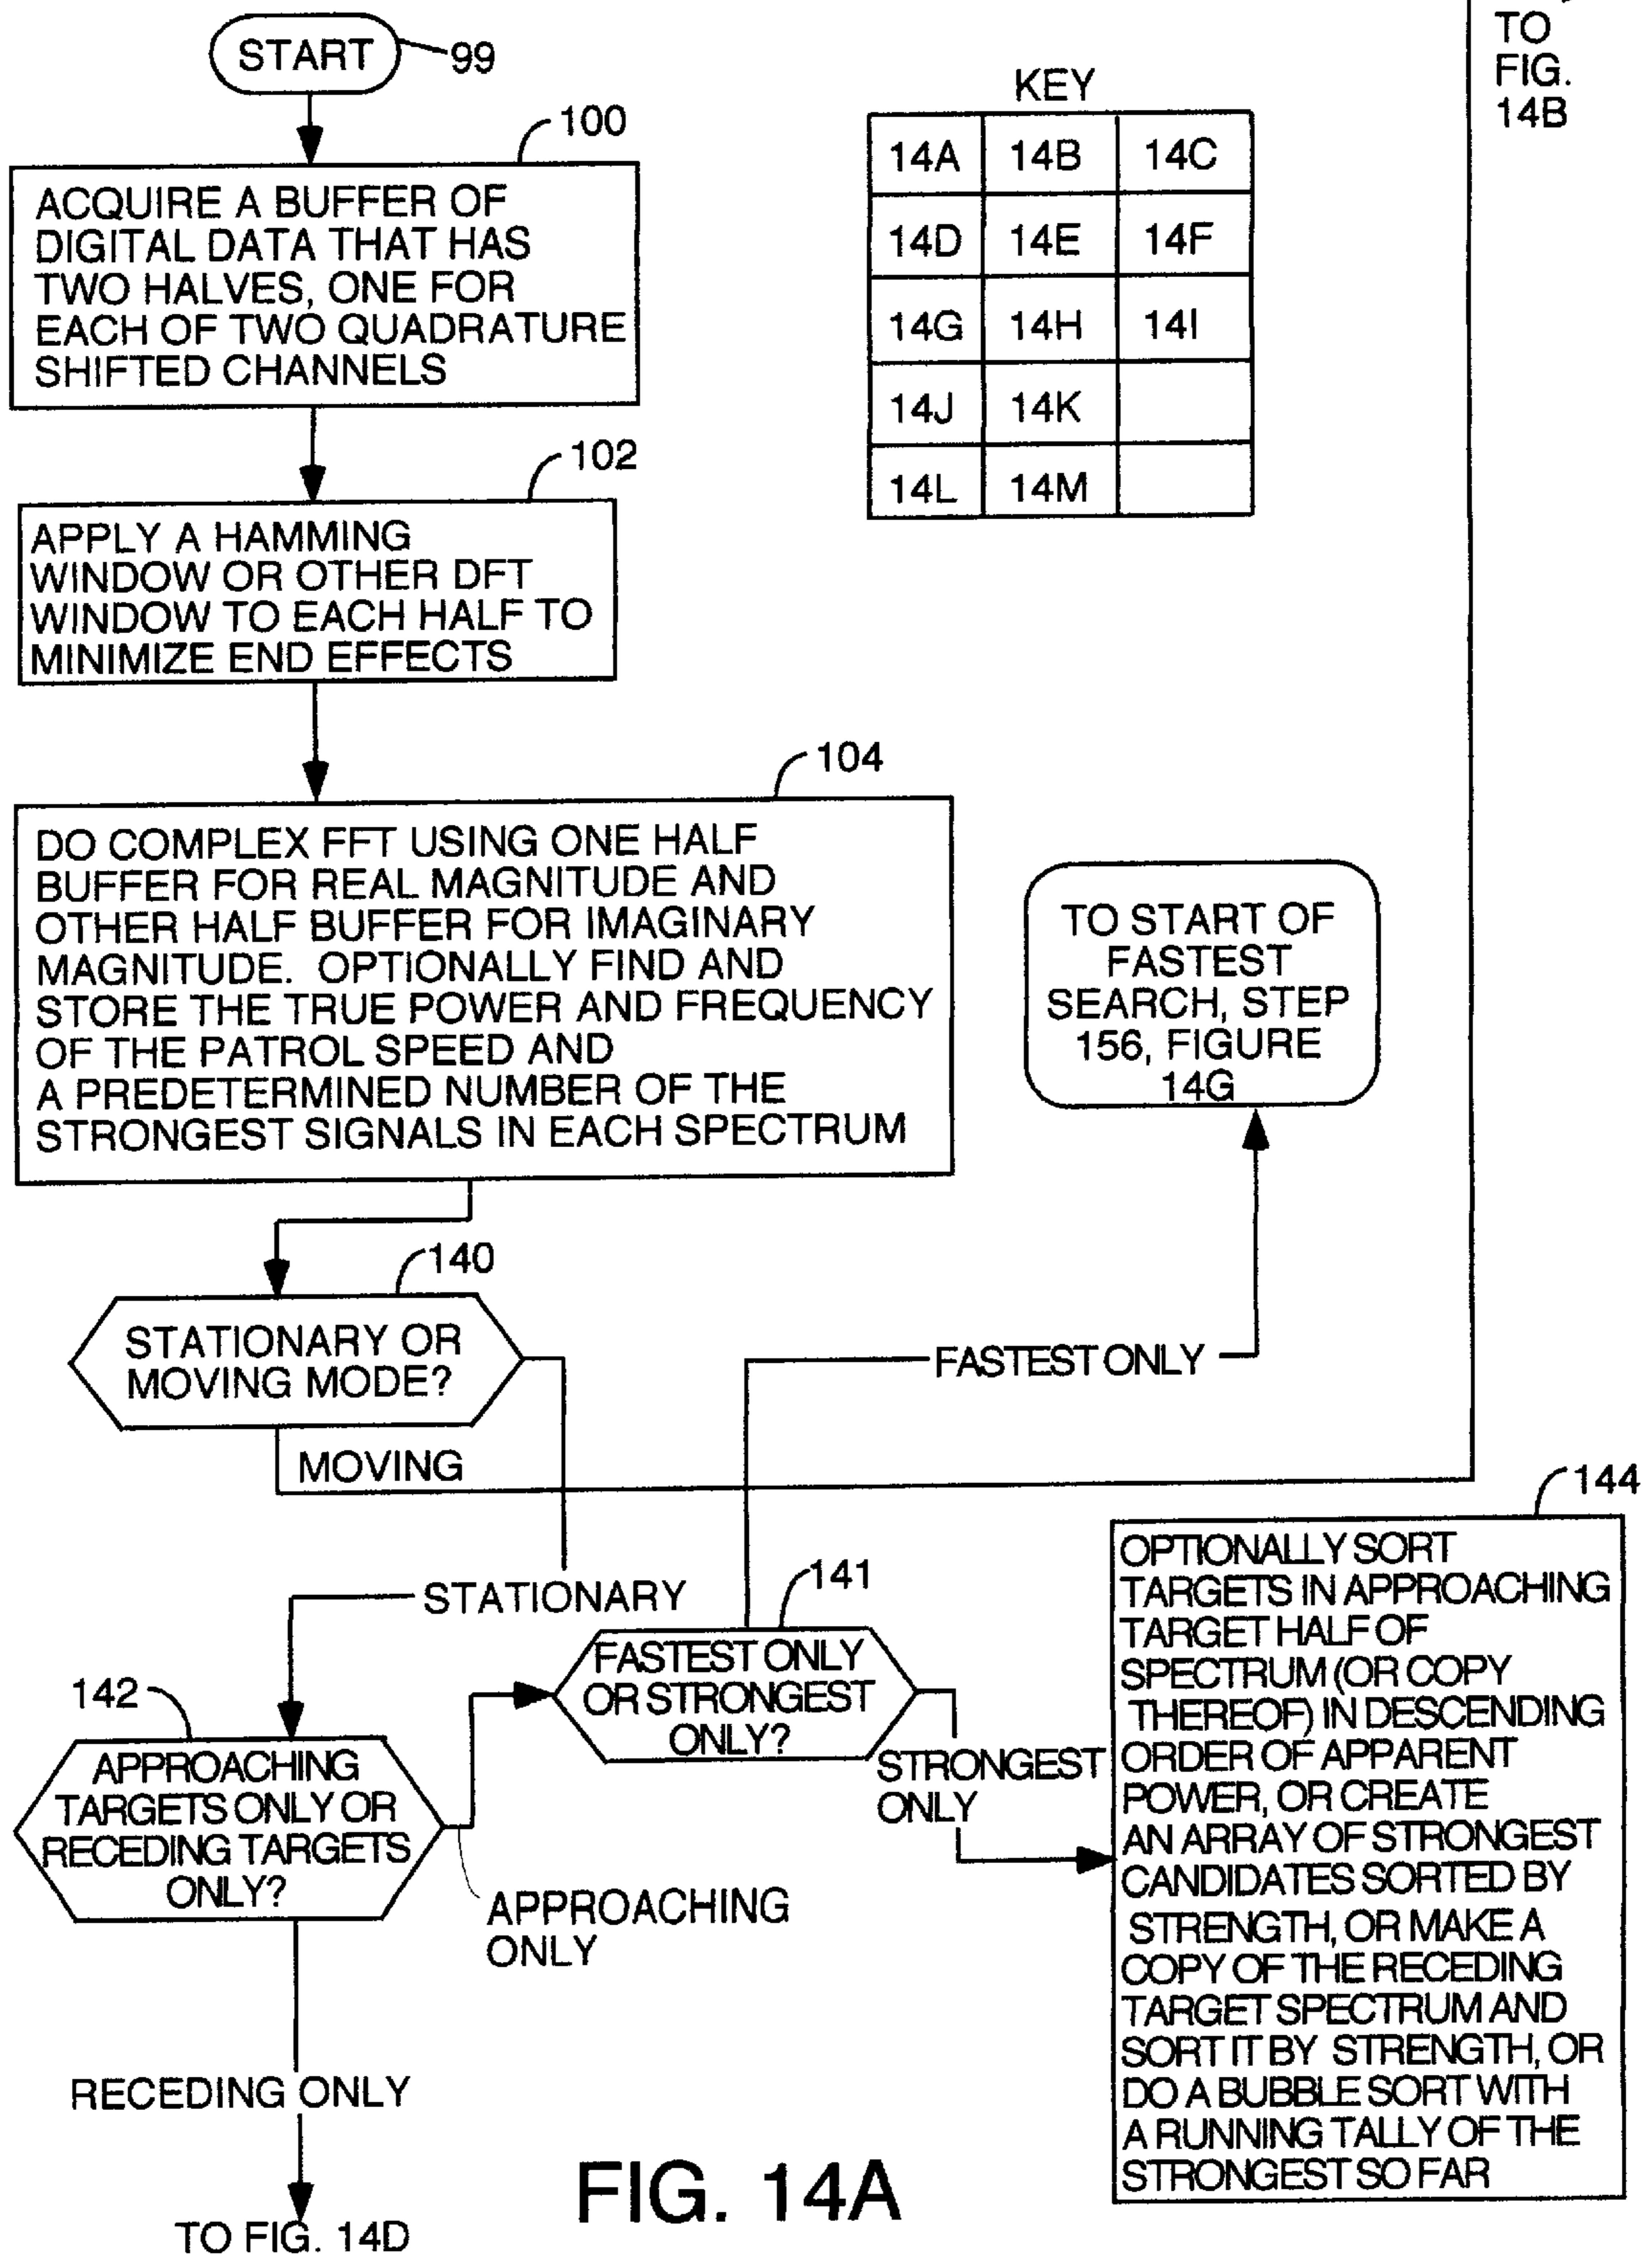 START
99
TO
FIG.
14B
KEY
14A 14B 14C
14D 14E 14F
14G 14H 14I
14J 14K
14L 14M
100
ACQUIRE A BUFFER OF
DIGITAL DATA THAT HAS
TWO HALVES, ONE FOR
EACH OF TWO QUADRATURE
SHIFTED CHANNELS
102
APPLY A HAMMING
WINDOW OR OTHER DFT
WINDOW TO EACH HALF TO
MINIMIZE END EFFECTS
104
DO COMPLEX FFT USING ONE HALF
BUFFER FOR REAL MAGNITUDE AND
OTHER HALF BUFFER FOR IMAGINARY
MAGNITUDE. OPTIONALLY FIND AND
STORE THE TRUE POWER AND FREQUENCY
OF THE PATROL SPEED AND
A PREDETERMINED NUMBER OF THE
STRONGEST SIGNALS IN EACH SPECTRUM
TO START OF
FASTEST
SEARCH, STEP
156, FIGURE
14G
140
STATIONARY OR
MOVING MODE?
FASTEST ONLY
MOVING
STATIONARY
141
FASTEST ONLY
OR STRONGEST
ONLY?
142
APPROACHING
TARGETS ONLY OR
RECEDING TARGETS
ONLY?
APPROACHING
ONLY
STRONGEST
ONLY
144
OPTIONALLY SORT
TARGETS IN APPROACHING
TARGET HALF OF
SPECTRUM (OR COPY
THEREOF) IN DESCENDING
ORDER OF APPARENT
POWER, OR CREATE
AN ARRAY OF STRONGEST
CANDIDATES SORTED BY
STRENGTH, OR MAKE A
COPY OF THE RECEDING
TARGET SPECTRUM AND
SORT IT BY STRENGTH, OR
DO A BUBBLE SORT WITH
A RUNNING TALLY OF THE
STRONGEST SO FAR
RECEDING ONLY
TO FIG. 14D
FIG. 14A